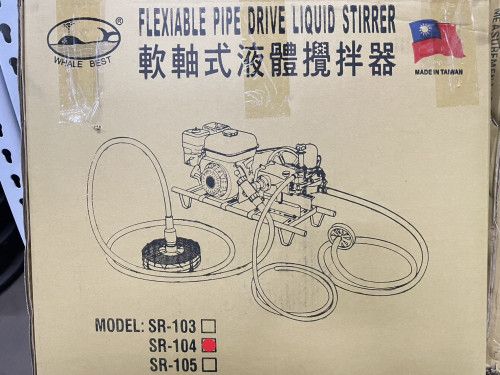 FLEXIABLE PIPE DRIVE LIQUID STIRRER
®
WHALE BEST
軟軸式液體攪拌器
MADE IN TAIWAN
MODEL: SR-103
SR-104
SR-105